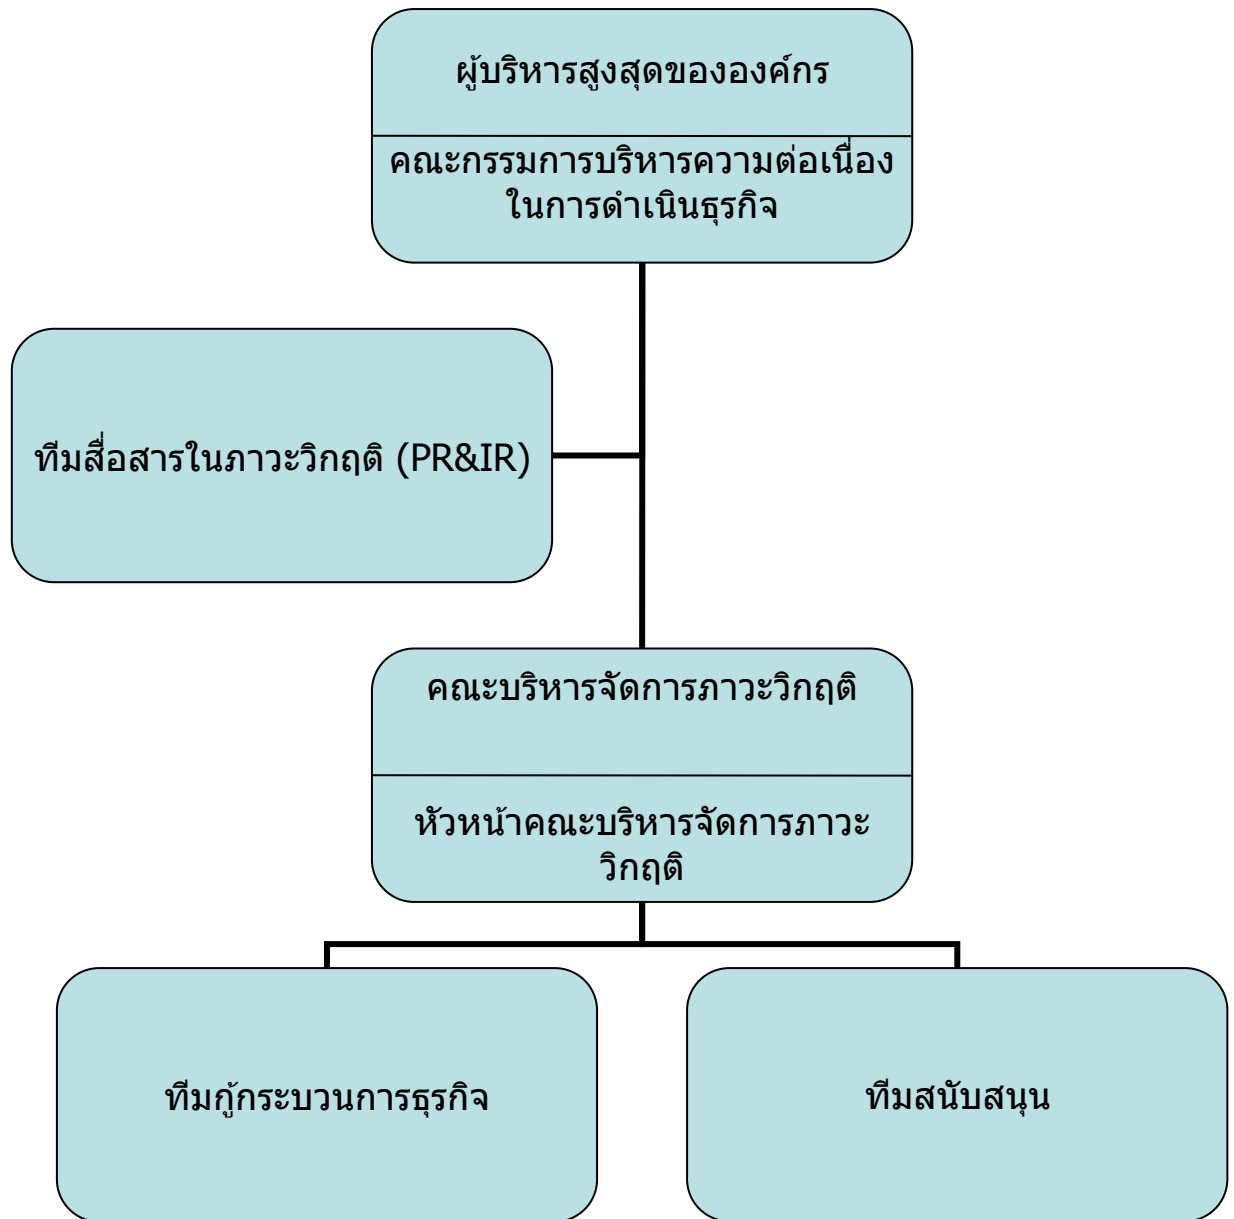 ผู้บริหารสูงสุดขององค์กร
คณะกรรมการบริหารความต่อเนื่อง
ในการดำเนินธุรกิจ
ทีมสื่อสารในภาวะวิกฤติ (PR&IR)
คณะบริหารจัดการภาวะวิกฤติ
หัวหน้าคณะบริหารจัดการภาวะ
วิกฤติ
ทีมกู้กระบวนการธุรกิจ
ทีมสนับสนุน